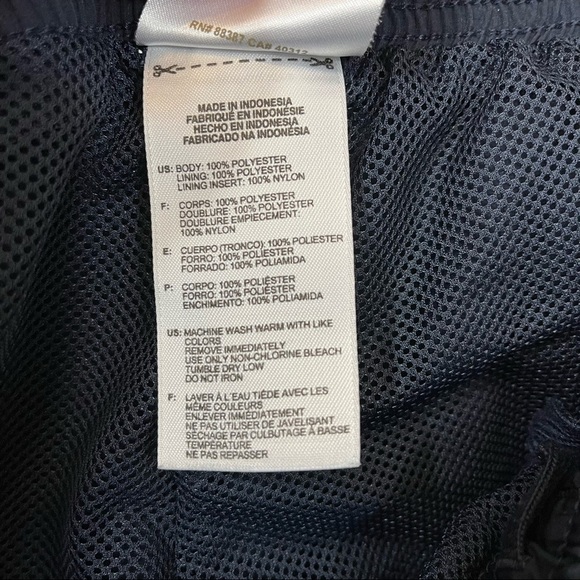 RN# 88387 CA# 40312
MADE IN INDONESIA
FABRIQUÉ EN INDONÉSIE
HECHO EN INDONESIA
FABRICADO NA INDONÉSIA
US: BODY: 100% POLYESTER
LINING: 100% POLYESTER
LINING INSERT: 100% NYLON
F: CORPS: 100% POLYESTER
DOUBLURE: 100% POLYESTER
DOUBLURE EMPIECEMENT:
100% NYLON
E: CUERPO (TRONCO): 100% POLIESTER
FORRO: 100% POLIESTER
FORRADO: 100% POLIAMIDA
P: CORPO: 100% POLIÉSTER
FORRO: 100% POLIÉSTER
ENCHIMENTO: 100% POLIAMIDA
US: MACHINE WASH WARM WITH LIKE
COLORS
REMOVE IMMEDIATELY
USE ONLY NON-CHLORINE BLEACH
TUMBLE DRY LOW
DO NOT IRON
F: LAVER À L'EAU TIÈDE AVEC LES
MÊME COULEURS
ENLEVER IMMÉDIATEMENT
NE PAS UTILISER DE JAVELISANT
SÉCHAGE PAR CULBUTAGE À BASSE
TEMPÉRATURE
NE PAS REPASSER